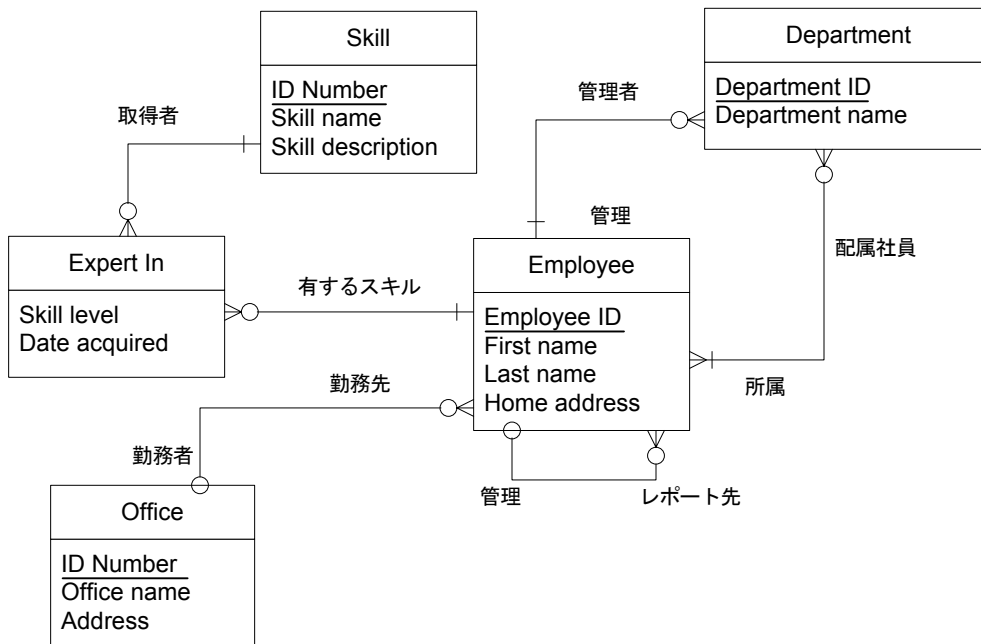 Skill
ID Number
Skill name
Skill description
Department
Department ID
Department name
取得者
管理者
管理
配属社員
Expert In
Skill level
Date acquired
有するスキル
Employee
Employee ID
First name
Last name
Home address
所属
勤務先
勤務者
管理
レポート先
Office
ID Number
Office name
Address